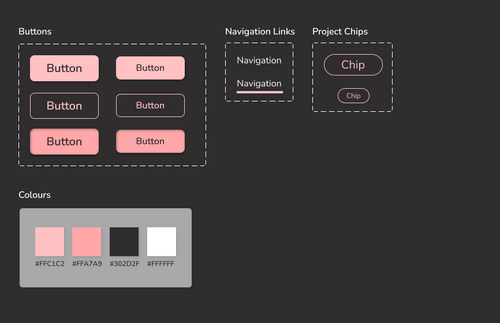 Buttons
Button Button
Button Button
Button Button
Navigation Links
Navigation
Navigation
Project Chips
Chip
Chip
Colours
#FFC1C2 #FFA7A9 #302D2F #FFFFFF